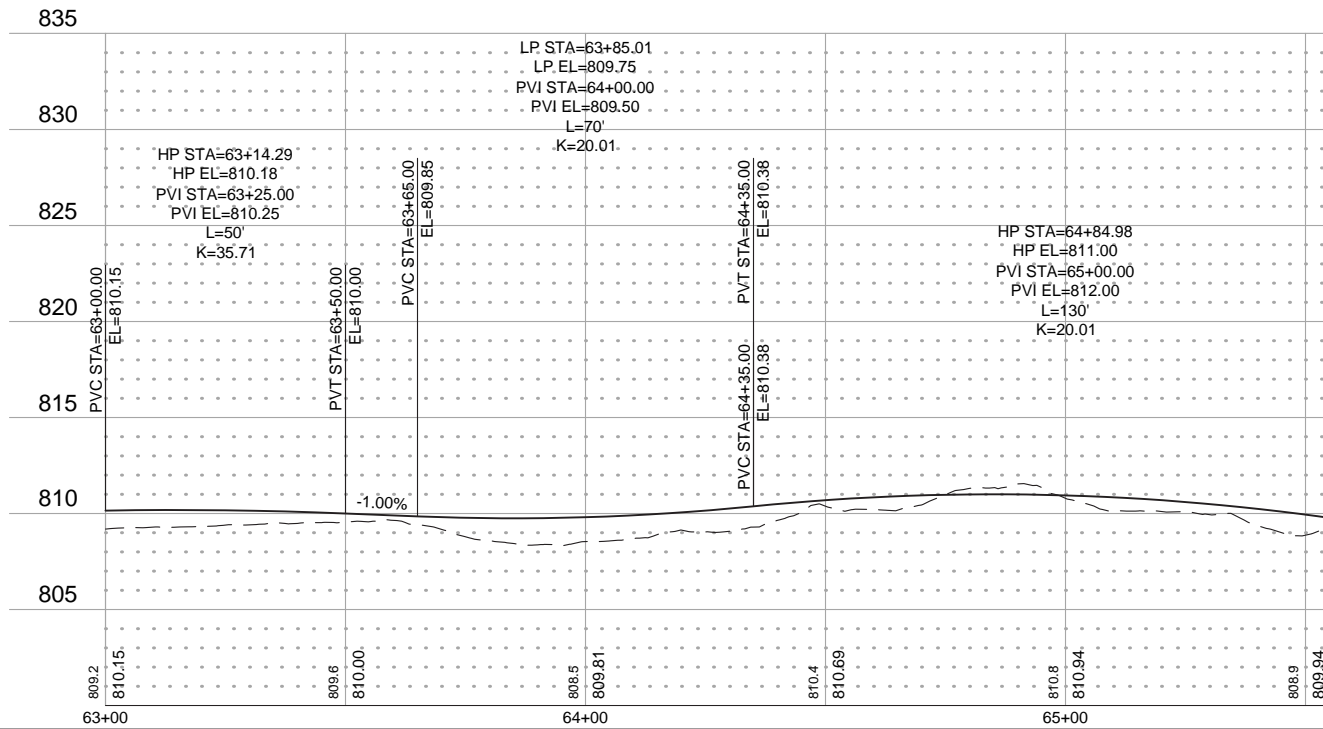 835
830
825
820
815
810
805
HP STA=63+14.29
HP EL=810.18
PVI STA=63+25.00
PVI EL=810.25
L=50'
K=35.71
LP STA=63+85.01
LP EL=809.75
PVI STA=64+00.00
PVI EL=809.50
L=70'
K=20.01
HP STA=64+84.98
HP EL=811.00
PVI STA=65+00.00
PVI EL=812.00
L=130'
K=20.01
PVC STA=63+00.00
EL=810.15
PVT STA=63+50.00
EL=810.00
PVC STA=63+65.00
EL=809.85
PVT STA=64+35.00
EL=810.38
PVC STA=64+35.00
EL=810.38
-1.00%
809.2
810.15
809.6
810.00
808.5
809.81
810.4
810.69
810.8
810.94
808.9
809.94
63+00
64+00
65+00